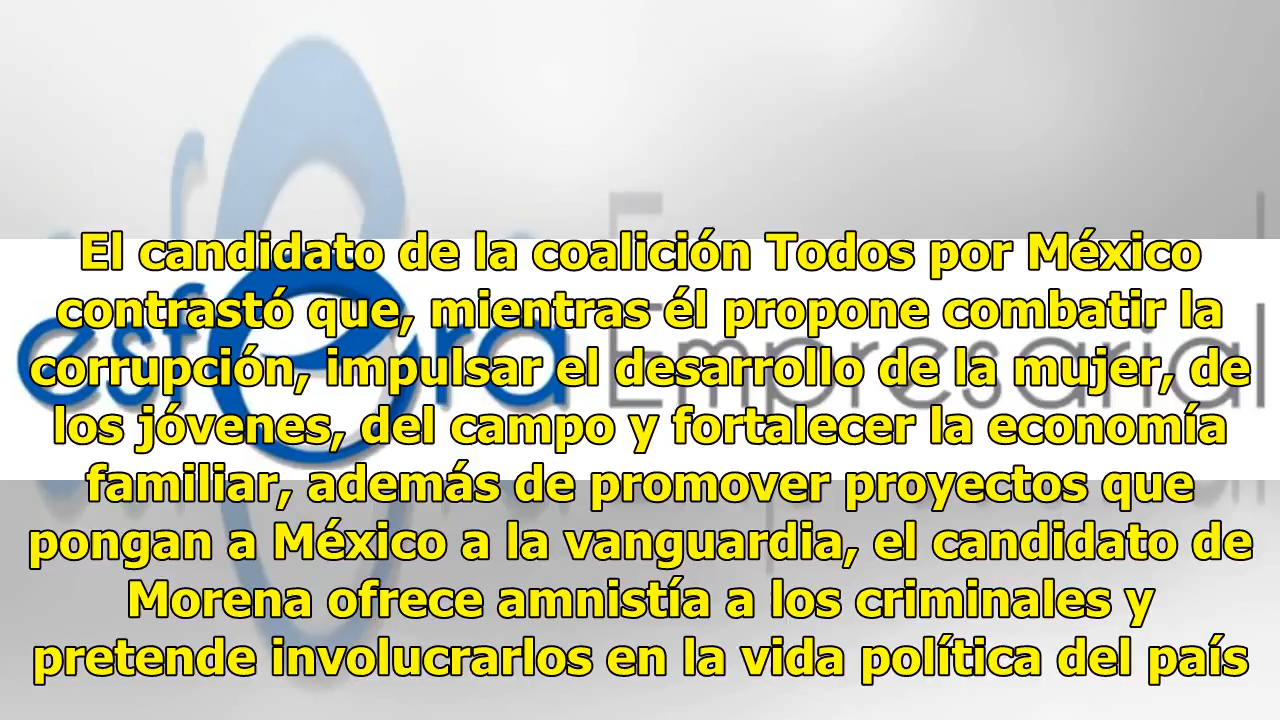 El candidato de la coalición Todos por México
contrastó que, mientras él propone combatir la
corrupción, impulsar el desarrollo de la mujer, de
los jóvenes, del campo y fortalecer la economía
familiar, además de promover proyectos que
pongan a México a la vanguardia, el candidato de
Morena ofrece amnistía a los criminales y
pretende involucrarlos en la vida política del país
esfera Empresarial